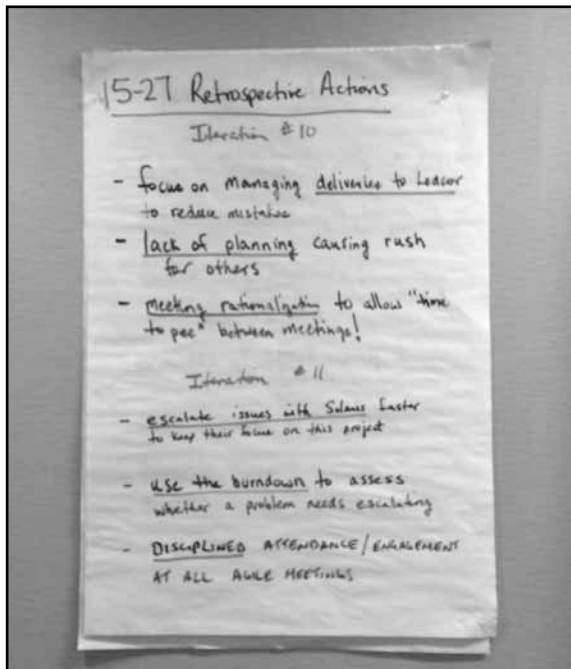 15-27 Retrospective Actions
Iteration #10
- focus on managing deliveries to Ledcor
to reduce mistakes
- lack of planning causing rush
for others
- meeting rationalization to allow "time
to pee" between meetings!
Iteration #11
- escalate issues with faster
to keep their focus on this project
- use the burndown to assess
whether a problem needs escalating
- DISCIPLINED ATTENDANCE/ENGAGEMENT
AT ALL AGILE MEETINGS